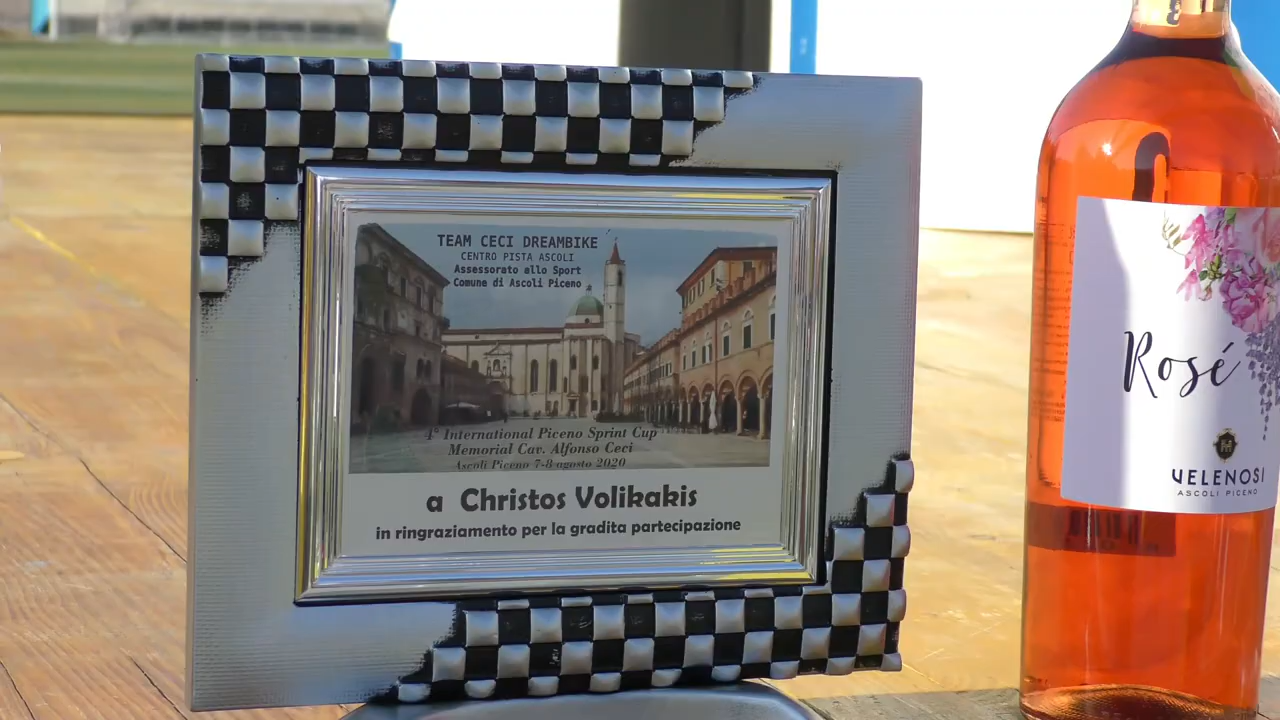 TEAM CECI DREAMBIKE
CENTRO PISTA ASCOLI
Assessorato allo Sport
Comune di Ascoli Piceno
4° International Piceno Sprint Cup
Memorial Cav. Alfonso Ceci
Ascoli Piceno 7-8 agosto 2020
a Christos Volikakis
in ringraziamento per la gradita partecipazione
Rosé
VELENOSI
ASCOLI PICENO